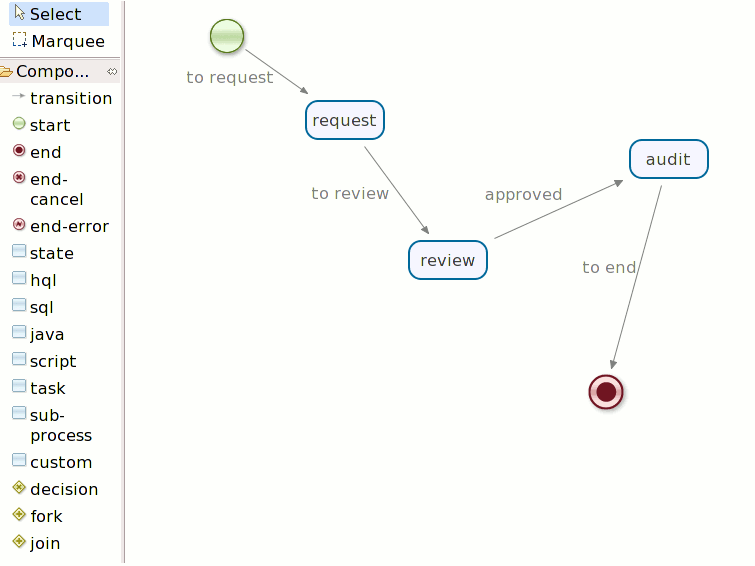 Select
Marquee
Compo...
transition
start
end
end-
cancel
end-error
state
hql
sql
java
script
task
sub-
process
custom
decision
fork
join
to request
request
to review
review
approved
audit
to end